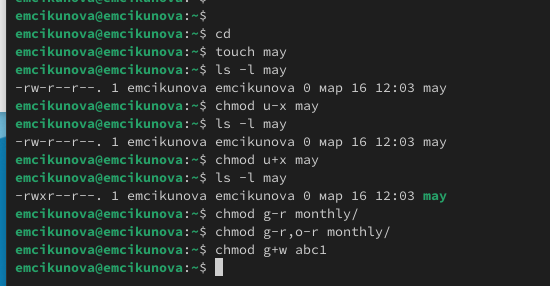 emcikunova@emcikunova:~$
emcikunova@emcikunova:~$ cd
emcikunova@emcikunova:~$ touch may
emcikunova@emcikunova:~$ ls -l may
-rw-r--r--. 1 emcikunova emcikunova 0 мар 16 12:03 may
emcikunova@emcikunova:~$ chmod u-x may
emcikunova@emcikunova:~$ ls -l may
-rw-r--r--. 1 emcikunova emcikunova 0 мар 16 12:03 may
emcikunova@emcikunova:~$ chmod u+x may
emcikunova@emcikunova:~$ ls -l may
-rwxr--r--. 1 emcikunova emcikunova 0 мар 16 12:03 may
emcikunova@emcikunova:~$ chmod g-r monthly/
emcikunova@emcikunova:~$ chmod g-r,o-r monthly/
emcikunova@emcikunova:~$ chmod g+w abc1
emcikunova@emcikunova:~$